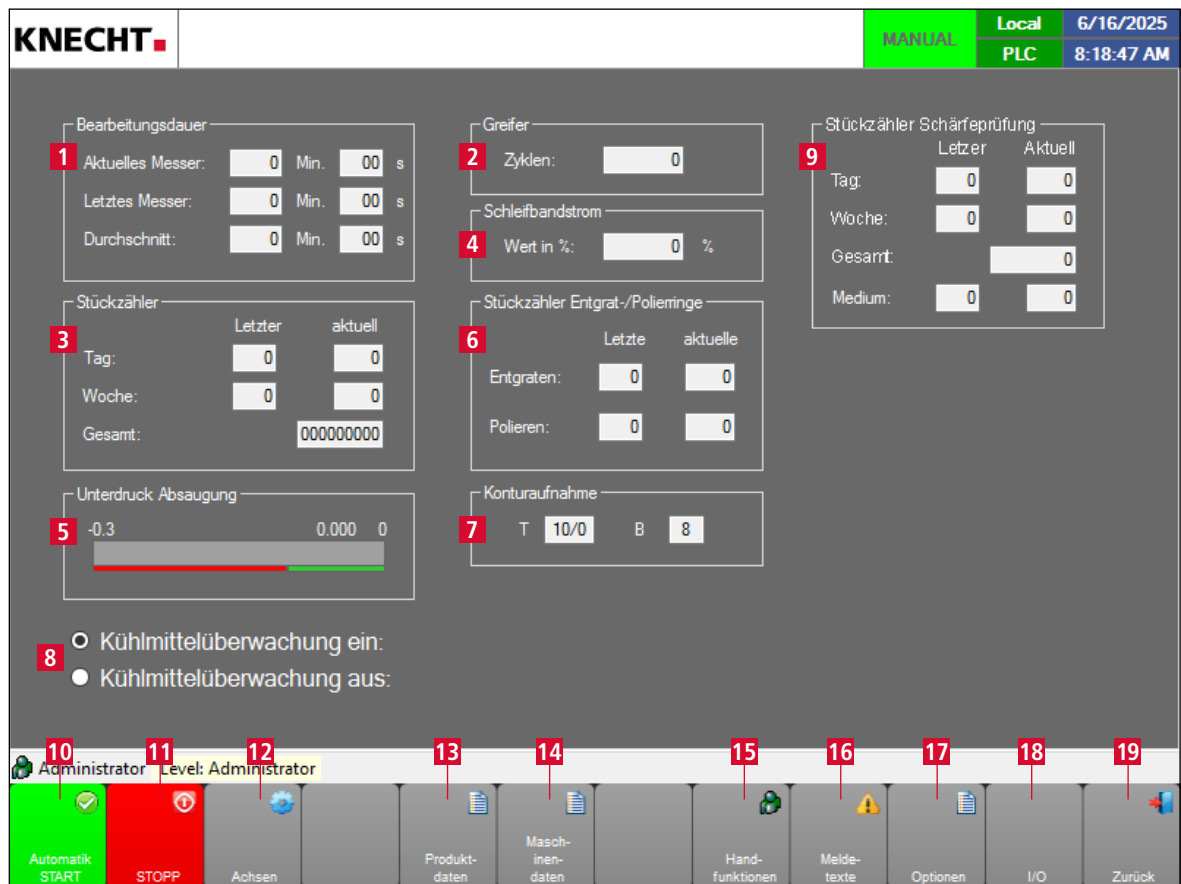 KNECHT
MANUAL
Local
6/16/2025
PLC
8:18:47 AM
Bearbeitungsdauer
1
Aktuelles Messer: 0 Min. 00 s
Letztes Messer: 0 Min. 00 s
Durchschnitt: 0 Min. 00 s
Greifer
2
Zyklen: 0
Stückzähler Schärfeprüfung
9
Letzer Aktuell
Tag: 0 0
Woche: 0 0
Gesamt: 0
Medium: 0 0
Schleifbandstrom
4
Wert in %: 0 %
Stückzähler
3
Letzter aktuell
Tag: 0 0
Woche: 0 0
Gesamt: 000000000
Stückzähler Entgrat-/Polierringe
6
Letzte aktuelle
Entgraten: 0 0
Polieren: 0 0
Unterdruck Absaugung
5
-0.3 0.000 0
Konturaufnahme
7
T 10/0 B 8
8
Kühlmittelüberwachung ein:
Kühlmittelüberwachung aus:
10 11 12 13 14 15 16 17 18 19
Administrator Level: Administrator
Automatik
START
STOPP
Achsen
Produkt-
daten
Masch-
inen-
daten
Hand-
funktionen
Melde-
texte
Optionen
I/O
Zurück